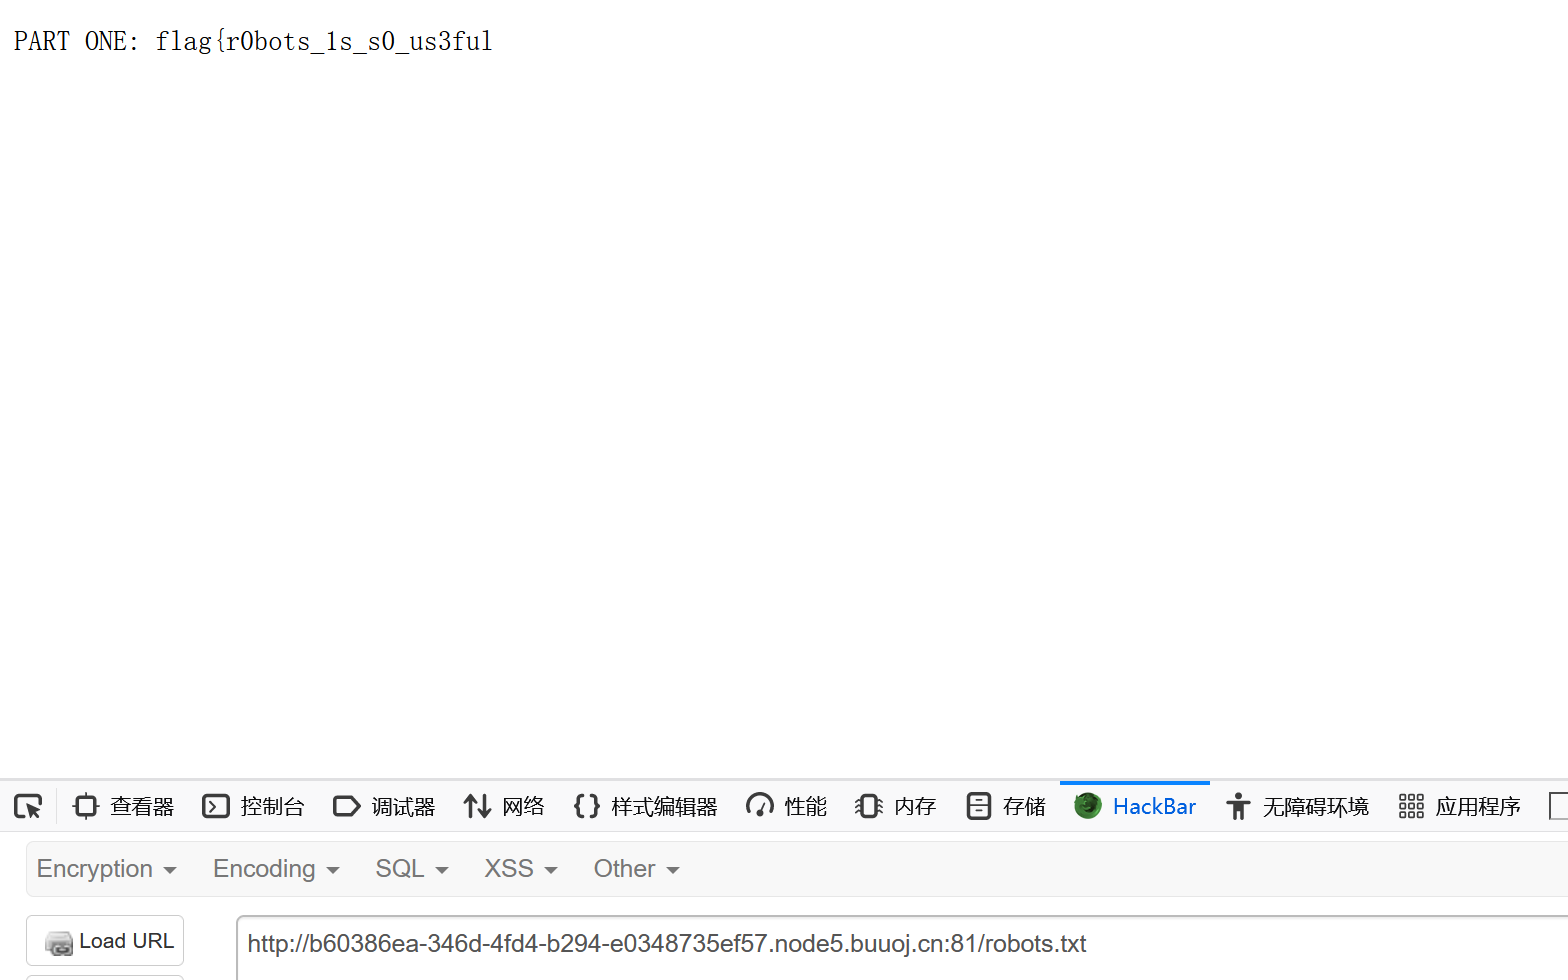 PART ONE: flag{r0bots_1s_s0_us3ful
查看器 控制台 调试器 网络 样式编辑器 性能 内存 存储 HackBar 无障碍环境 应用程序
Encryption Encoding SQL XSS Other
Load URL http://b60386ea-346d-4fd4-b294-e0348735ef57.node5.buuoj.cn:81/robots.txt